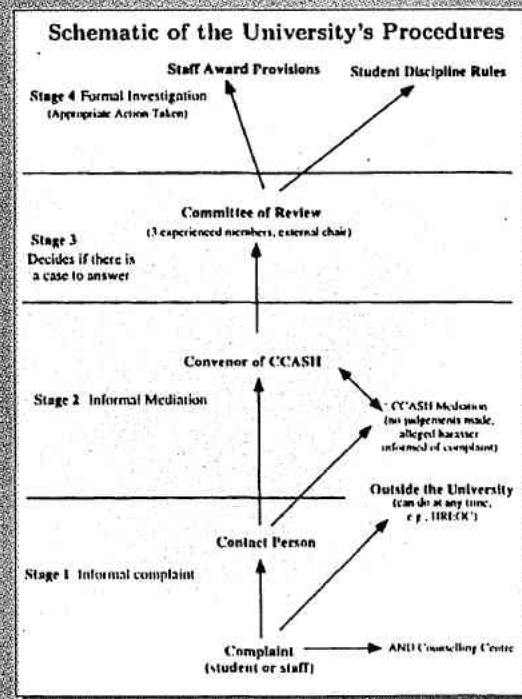 Schematic of the University's Procedures
Staff Award Provisions
Student Discipline Rules
Stage 4 Formal Investigation
(Appropriate Action Taken)
Committee of Review
(3 experienced members, external chair)
Stage 3
Decides if there is
a case to answer
Convenor of CCASH
Stage 2 Informal Mediation
CCASH Mediation
(no judgements made,
alleged harasser
informed of complaint)
Outside the University
(can do at any time,
e.g., HREOC)
Contact Person
Stage 1 Informal complaint
Complaint
(student or staff)
AND Counselling Centre